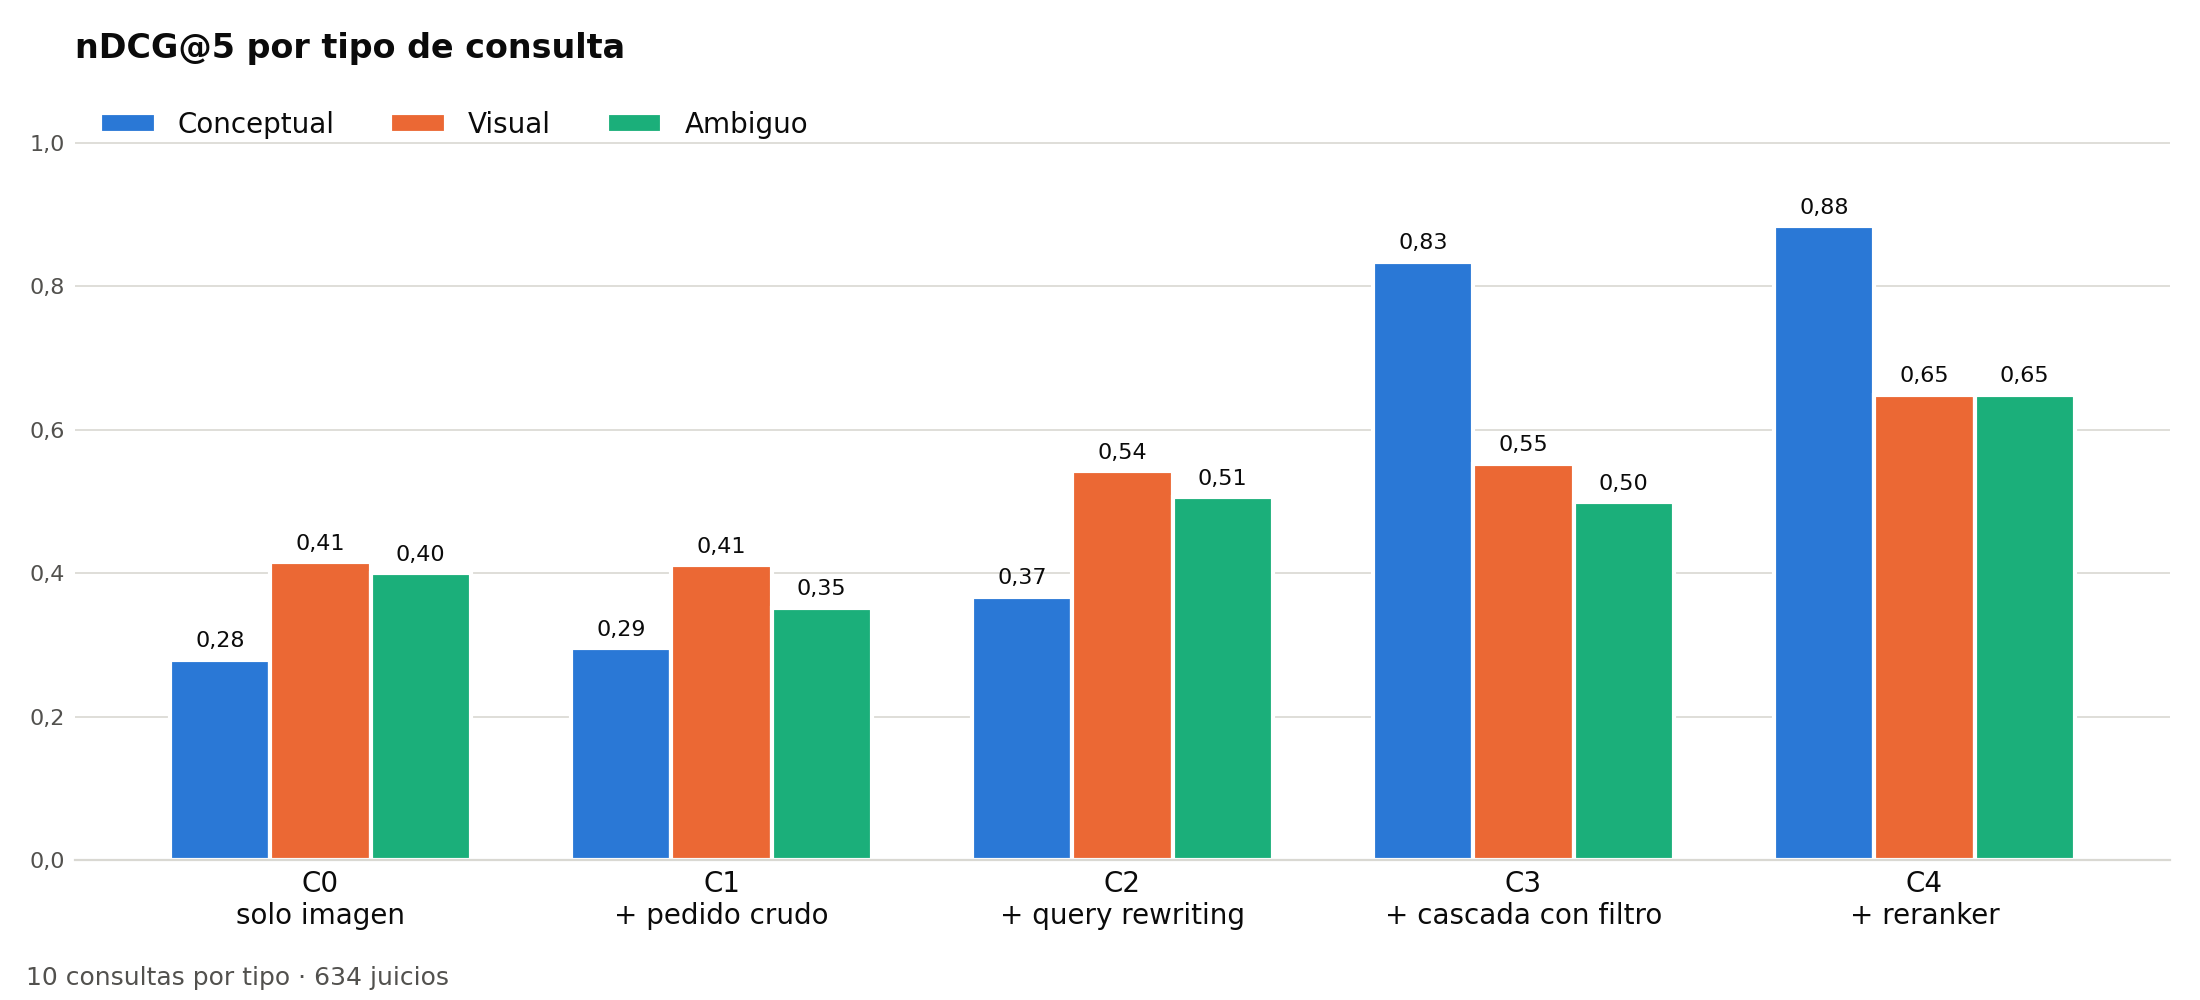 nDCG@5 por tipo de consulta
Conceptual Visual Ambiguo
1,0
0,8
0,6
0,4
0,2
0,0
0,28 0,41 0,40
0,29 0,41 0,35
0,37 0,54 0,51
0,83 0,55 0,50
0,88 0,65 0,65
C0 C1 C2 C3 C4
solo imagen + pedido crudo + query rewriting + cascada con filtro + reranker
10 consultas por tipo · 634 juicios